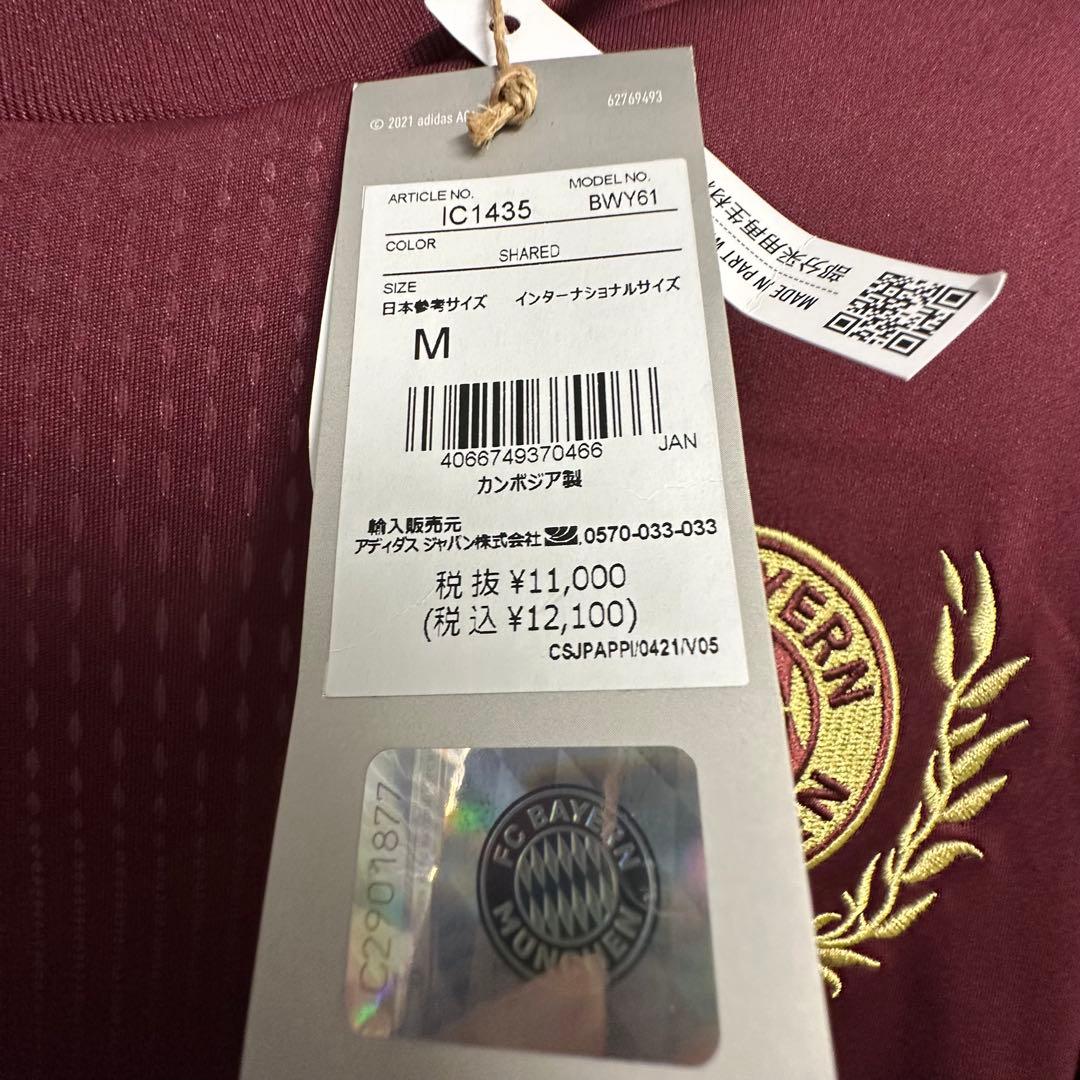 62769493
© 2021 adidas AG
ARTICLE NO. MODEL NO.
IC1435 BWY61
COLOR
SHARED
SIZE
日本参考サイズ インターナショナルサイズ
M
4066749370466 JAN
カンボジア製
輸入販売元
アディダス ジャパン株式会社 0570-033-033
税抜 ¥11,000
(税込 ¥12,100)
CSJPAPPI/0421/V05
C2901877
FC BAYERN
MÜNCHEN
MADE IN PART
部分采用再生材